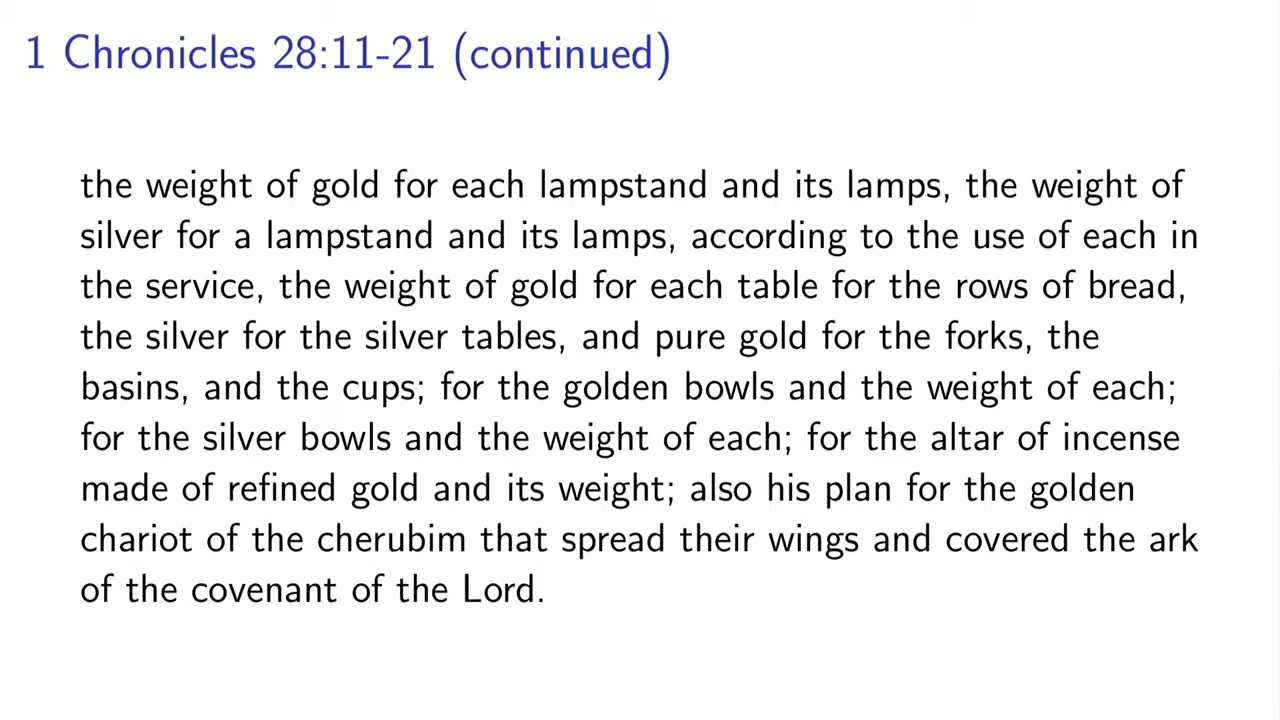 1 Chronicles 28:11-21 (continued)
the weight of gold for each lampstand and its lamps, the weight of
silver for a lampstand and its lamps, according to the use of each in
the service, the weight of gold for each table for the rows of bread,
the silver for the silver tables, and pure gold for the forks, the
basins, and the cups; for the golden bowls and the weight of each;
for the silver bowls and the weight of each; for the altar of incense
made of refined gold and its weight; also his plan for the golden
chariot of the cherubim that spread their wings and covered the ark
of the covenant of the Lord.